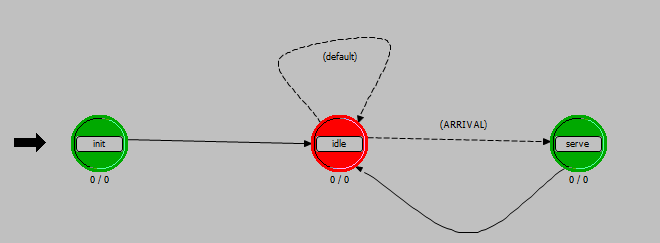 (default)
(ARRIVAL)
init
idle
serve
0 / 0
0 / 0
0 / 0